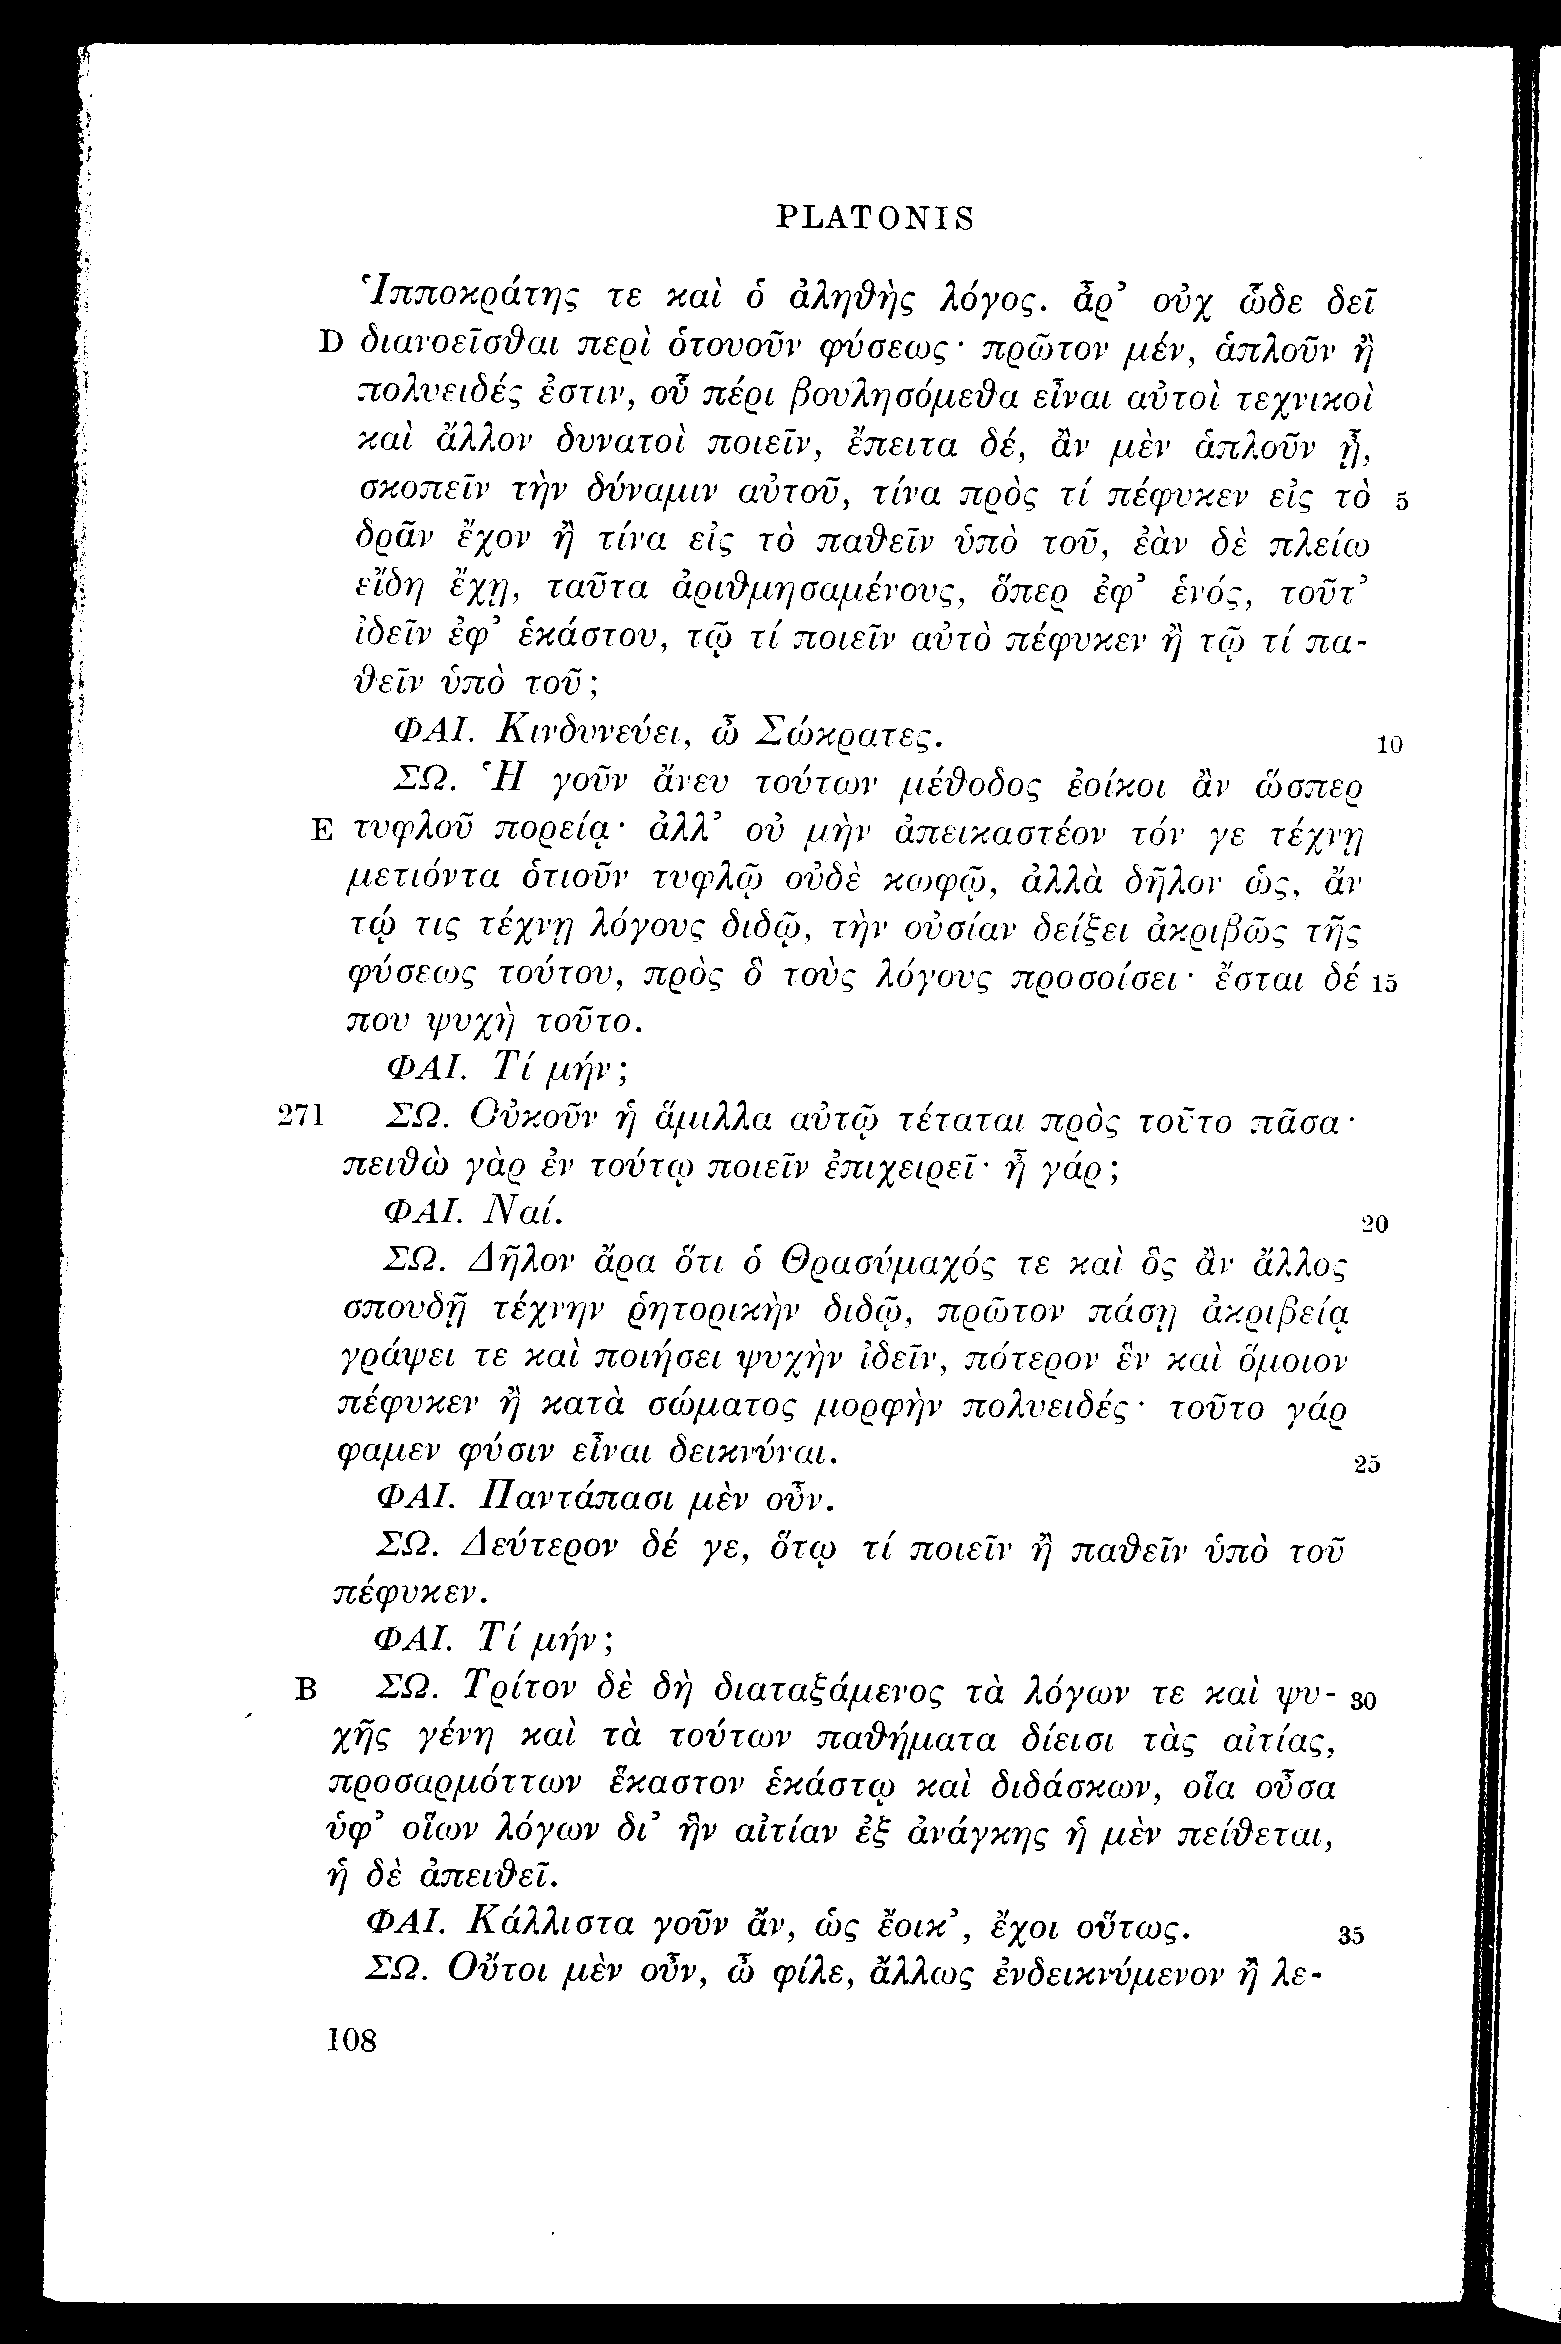 PLATONIS
Ἱπποκράτης τε καὶ ὁ ἀληθὴς λόγος. ἆρ’ οὐχ ὧδε δεῖ
D διανοεῖσθαι περὶ ὁτουοῦν φύσεως· πρῶτον μέν, ἁπλοῦν ἢ
πολυειδές ἐστιν, οὗ πέρι βουλησόμεθα εἶναι αὐτοὶ τεχνικοὶ
καὶ ἄλλον δυνατοὶ ποιεῖν, ἔπειτα δέ, ἂν μὲν ἁπλοῦν ᾖ,
σκοπεῖν τὴν δύναμιν αὐτοῦ, τίνα πρὸς τί πέφυκεν εἰς τὸ 5
δρᾶν ἔχον ἢ τίνα εἰς τὸ παθεῖν ὑπὸ τοῦ, ἐὰν δὲ πλείω
εἴδη ἔχῃ, ταῦτα ἀριθμησαμένους, ὅπερ ἐφ’ ἑνός, τοῦτ’
ἰδεῖν ἐφ’ ἑκάστου, τῷ τί ποιεῖν αὐτὸ πέφυκεν ἢ τῷ τί πα-
θεῖν ὑπὸ τοῦ;
ΦΑΙ. Κινδυνεύει, ὦ Σώκρατες. 10
ΣΩ. Ἡ γοῦν ἄνευ τούτων μέθοδος ἐοίκοι ἂν ὥσπερ
E τυφλοῦ πορείᾳ· ἀλλ’ οὐ μὴν ἀπεικαστέον τόν γε τέχνῃ
μετιόντα ὁτιοῦν τυφλῷ οὐδὲ κωφῷ, ἀλλὰ δῆλον ὡς, ἄν
τῴ τις τέχνῃ λόγους διδῷ, τὴν οὐσίαν δείξει ἀκριβῶς τῆς
φύσεως τούτου, πρὸς ὃ τοὺς λόγους προσοίσει· ἔσται δέ 15
που ψυχὴ τοῦτο.
ΦΑΙ. Τί μήν;
271 ΣΩ. Οὐκοῦν ἡ ἅμιλλα αὐτῷ τέταται πρὸς τοῦτο πᾶσα·
πειθὼ γὰρ ἐν τούτῳ ποιεῖν ἐπιχειρεῖ· ἦ γάρ;
ΦΑΙ. Ναί. 20
ΣΩ. Δῆλον ἄρα ὅτι ὁ Θρασύμαχός τε καὶ ὃς ἂν ἄλλος
σπουδῇ τέχνην ῥητορικὴν διδῷ, πρῶτον πάσῃ ἀκριβείᾳ
γράψει τε καὶ ποιήσει ψυχὴν ἰδεῖν, πότερον ἓν καὶ ὅμοιον
πέφυκεν ἢ κατὰ σώματος μορφὴν πολυειδές· τοῦτο γάρ
φαμεν φύσιν εἶναι δεικνύναι. 25
ΦΑΙ. Παντάπασι μὲν οὖν.
ΣΩ. Δεύτερον δέ γε, ὅτῳ τί ποιεῖν ἢ παθεῖν ὑπὸ τοῦ
πέφυκεν.
ΦΑΙ. Τί μήν;
B ΣΩ. Τρίτον δὲ δὴ διαταξάμενος τὰ λόγων τε καὶ ψυ- 30
χῆς γένη καὶ τὰ τούτων παθήματα δίεισι τὰς αἰτίας,
προσαρμόττων ἕκαστον ἑκάστῳ καὶ διδάσκων, οἵα οὖσα
ὑφ’ οἵων λόγων δι’ ἣν αἰτίαν ἐξ ἀνάγκης ἡ μὲν πείθεται,
ἡ δὲ ἀπειθεῖ.
ΦΑΙ. Κάλλιστα γοῦν ἄν, ὡς ἔοικ’, ἔχοι οὕτως. 35
ΣΩ. Οὔτοι μὲν οὖν, ὦ φίλε, ἄλλως ἐνδεικνύμενον ἢ λε-
108